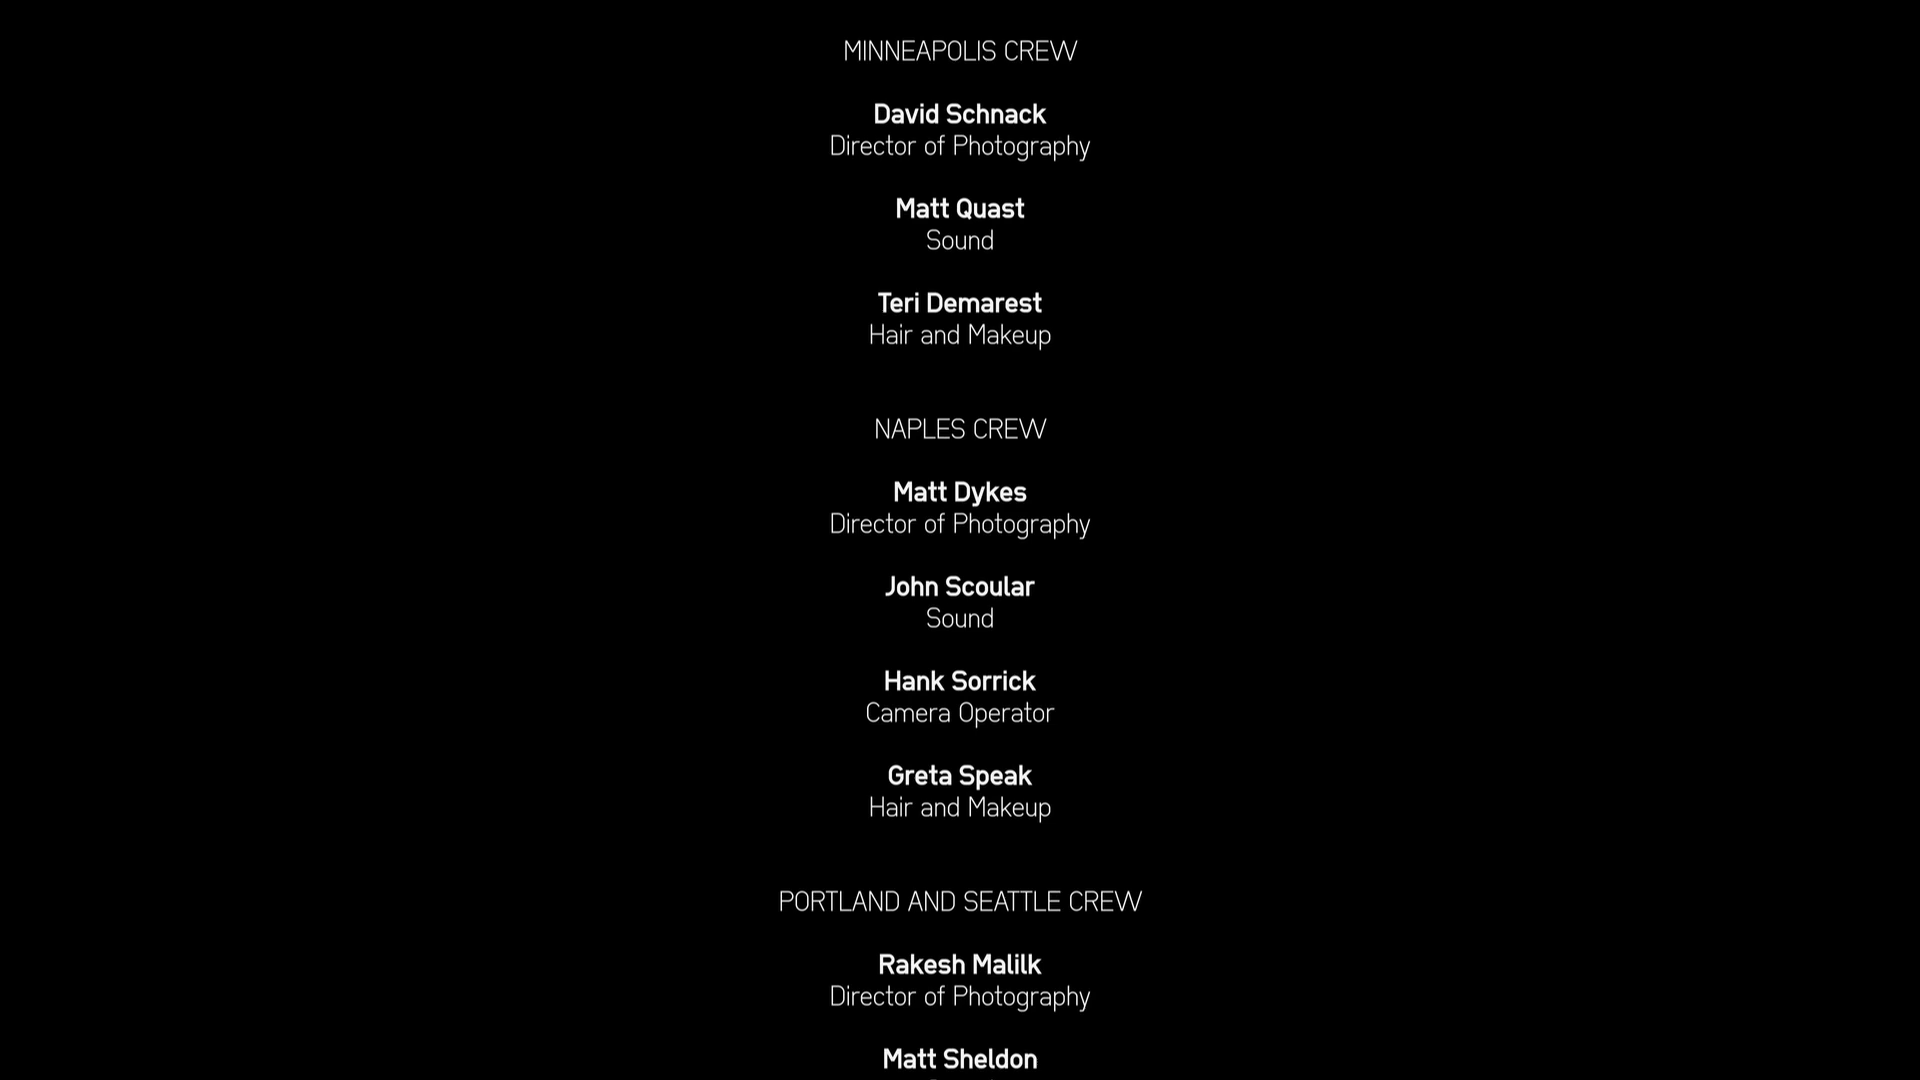 MINNEAPOLIS CREW
David Schnack
Director of Photography
Matt Quast
Sound
Teri Demarest
Hair and Makeup
NAPLES CREW
Matt Dykes
Director of Photography
John Scoular
Sound
Hank Sorrick
Camera Operator
Greta Speak
Hair and Makeup
PORTLAND AND SEATTLE CREW
Rakesh Malilk
Director of Photography
Matt Sheldon